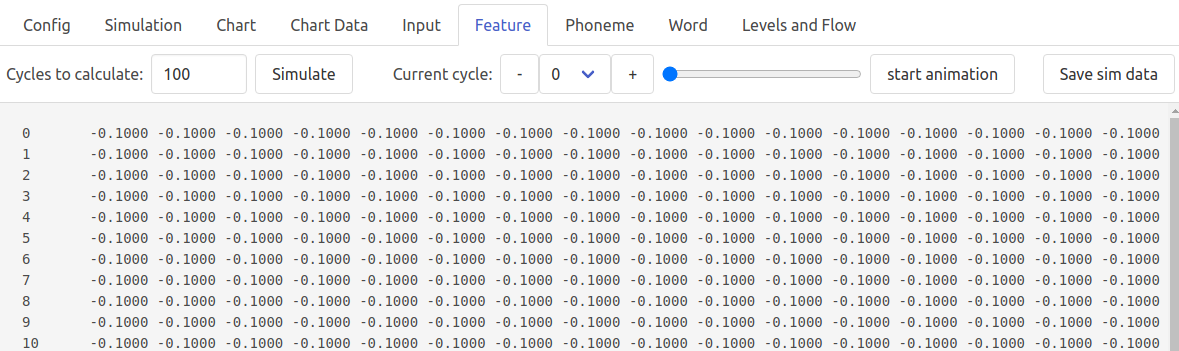 Config Simulation Chart Chart Data Input Feature Phoneme Word Levels and Flow
Cycles to calculate: 100 Simulate Current cycle: - 0 + start animation Save sim data
0 -0.1000 -0.1000 -0.1000 -0.1000 -0.1000 -0.1000 -0.1000 -0.1000 -0.1000 -0.1000 -0.1000 -0.1000 -0.1000 -0.1000 -0.1000 -0.1000
1 -0.1000 -0.1000 -0.1000 -0.1000 -0.1000 -0.1000 -0.1000 -0.1000 -0.1000 -0.1000 -0.1000 -0.1000 -0.1000 -0.1000 -0.1000 -0.1000
2 -0.1000 -0.1000 -0.1000 -0.1000 -0.1000 -0.1000 -0.1000 -0.1000 -0.1000 -0.1000 -0.1000 -0.1000 -0.1000 -0.1000 -0.1000 -0.1000
3 -0.1000 -0.1000 -0.1000 -0.1000 -0.1000 -0.1000 -0.1000 -0.1000 -0.1000 -0.1000 -0.1000 -0.1000 -0.1000 -0.1000 -0.1000 -0.1000
4 -0.1000 -0.1000 -0.1000 -0.1000 -0.1000 -0.1000 -0.1000 -0.1000 -0.1000 -0.1000 -0.1000 -0.1000 -0.1000 -0.1000 -0.1000 -0.1000
5 -0.1000 -0.1000 -0.1000 -0.1000 -0.1000 -0.1000 -0.1000 -0.1000 -0.1000 -0.1000 -0.1000 -0.1000 -0.1000 -0.1000 -0.1000 -0.1000
6 -0.1000 -0.1000 -0.1000 -0.1000 -0.1000 -0.1000 -0.1000 -0.1000 -0.1000 -0.1000 -0.1000 -0.1000 -0.1000 -0.1000 -0.1000 -0.1000
7 -0.1000 -0.1000 -0.1000 -0.1000 -0.1000 -0.1000 -0.1000 -0.1000 -0.1000 -0.1000 -0.1000 -0.1000 -0.1000 -0.1000 -0.1000 -0.1000
8 -0.1000 -0.1000 -0.1000 -0.1000 -0.1000 -0.1000 -0.1000 -0.1000 -0.1000 -0.1000 -0.1000 -0.1000 -0.1000 -0.1000 -0.1000 -0.1000
9 -0.1000 -0.1000 -0.1000 -0.1000 -0.1000 -0.1000 -0.1000 -0.1000 -0.1000 -0.1000 -0.1000 -0.1000 -0.1000 -0.1000 -0.1000 -0.1000
10 -0.1000 -0.1000 -0.1000 -0.1000 -0.1000 -0.1000 -0.1000 -0.1000 -0.1000 -0.1000 -0.1000 -0.1000 -0.1000 -0.1000 -0.1000 -0.1000